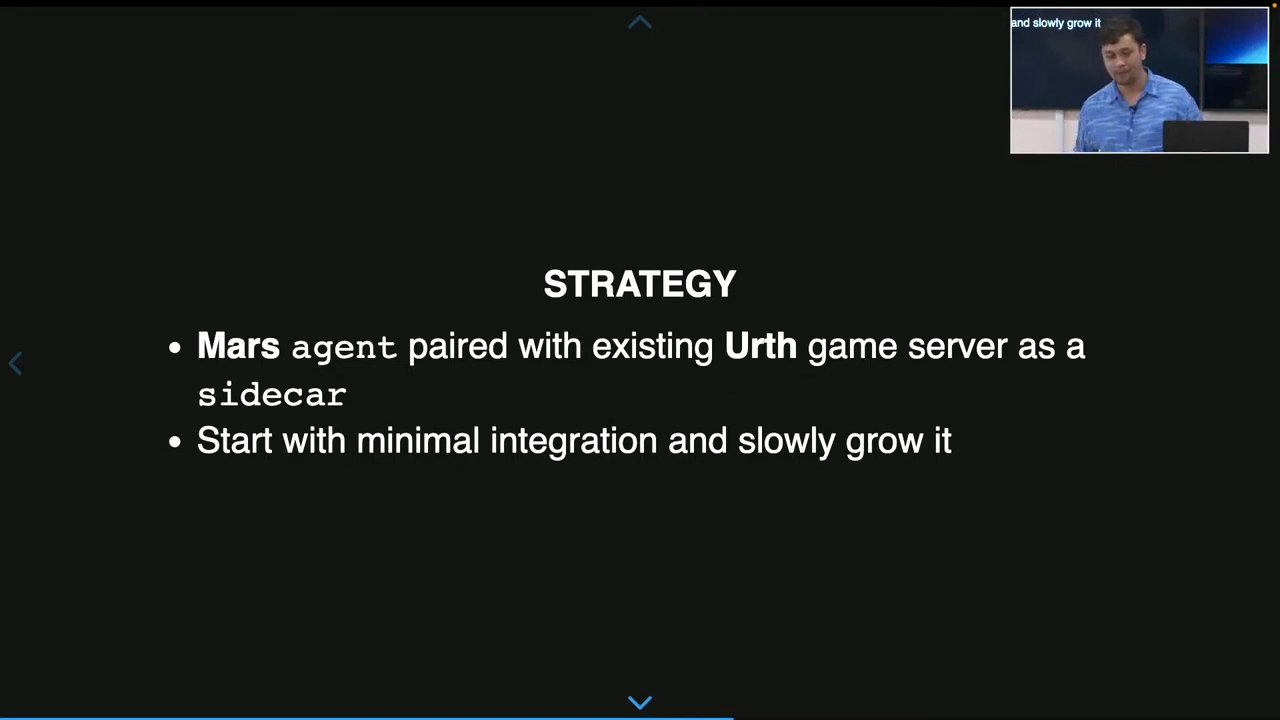 and slowly grow it
STRATEGY
• Mars agent paired with existing Urth game server as a
sidecar
• Start with minimal integration and slowly grow it